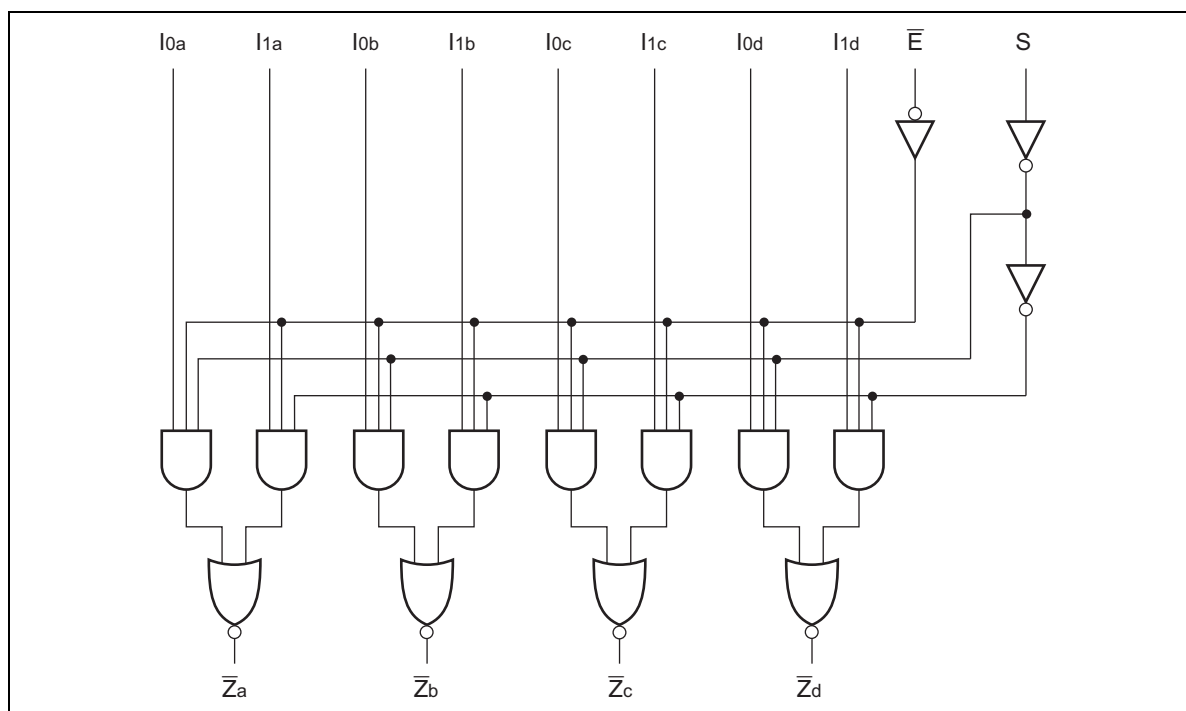 I0a I1a I0b I1b I0c I1c I0d I1d E̅ S
Z̅a Z̅b Z̅c Z̅d